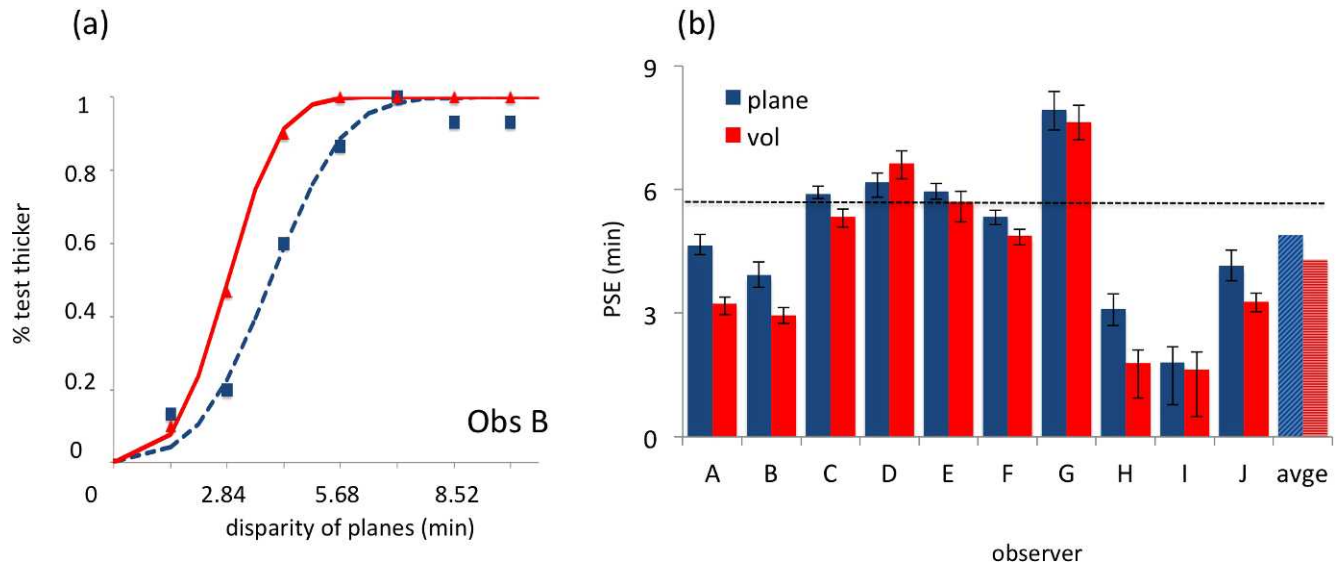 (a)
1
0.8
0.6
0.4
0.2
0
% test thicker
Obs B
0 2.84 5.68 8.52
disparity of planes (min)
(b)
9
6
3
0
PSE (min)
plane
vol
A B C D E F G H I J avge
observer